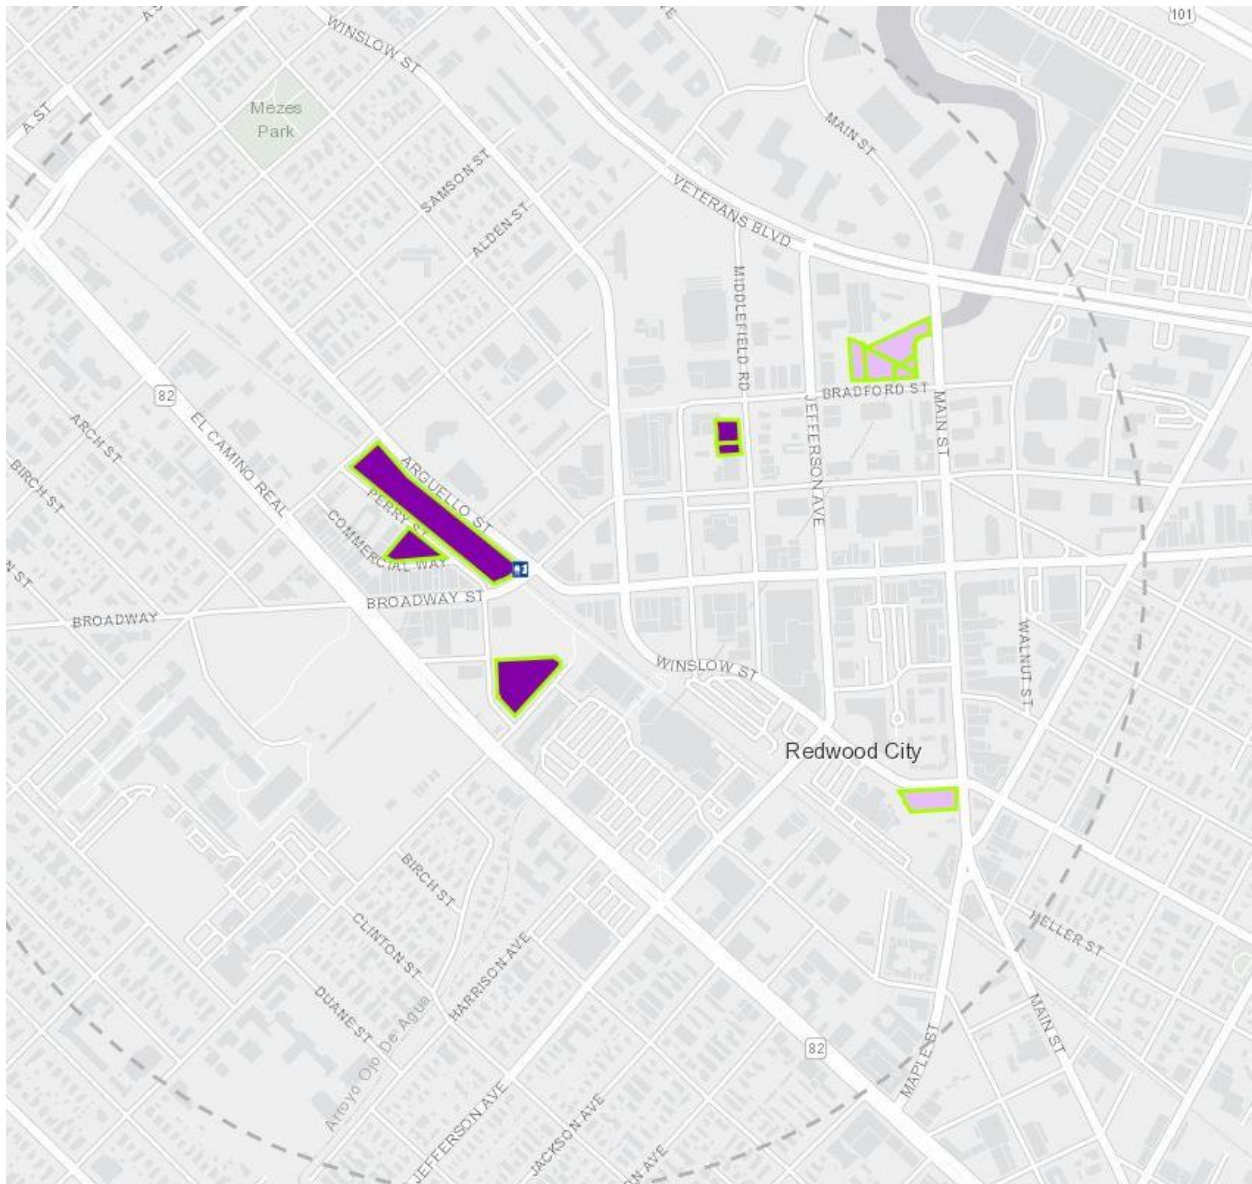 101
A S
AVE
WINSLOW ST
Mezes
Park
A ST
MAIN ST
SAMSON ST
VETERANS BLVD
ALDEN ST
MIDDLEFIELD RD
82
BRADFORD ST
EL CAMINO REAL
ARCH ST
JEFFERSON AVE
MAIN ST
BIRCH ST
ARGUELLO ST
PERRY ST
COMMERCIAL WAY
N ST
BROADWAY ST
BROADWAY
WALNUT ST
WINSLOW ST
Redwood City
BIRCH ST
CLINTON ST
HELLER ST
HARRISON AVE
DUANE ST
Arroyo Ojo De Agua
MAIN ST
82
MAPLE ST
JEFFERSON AVE
JACKSON AVE
N AVE